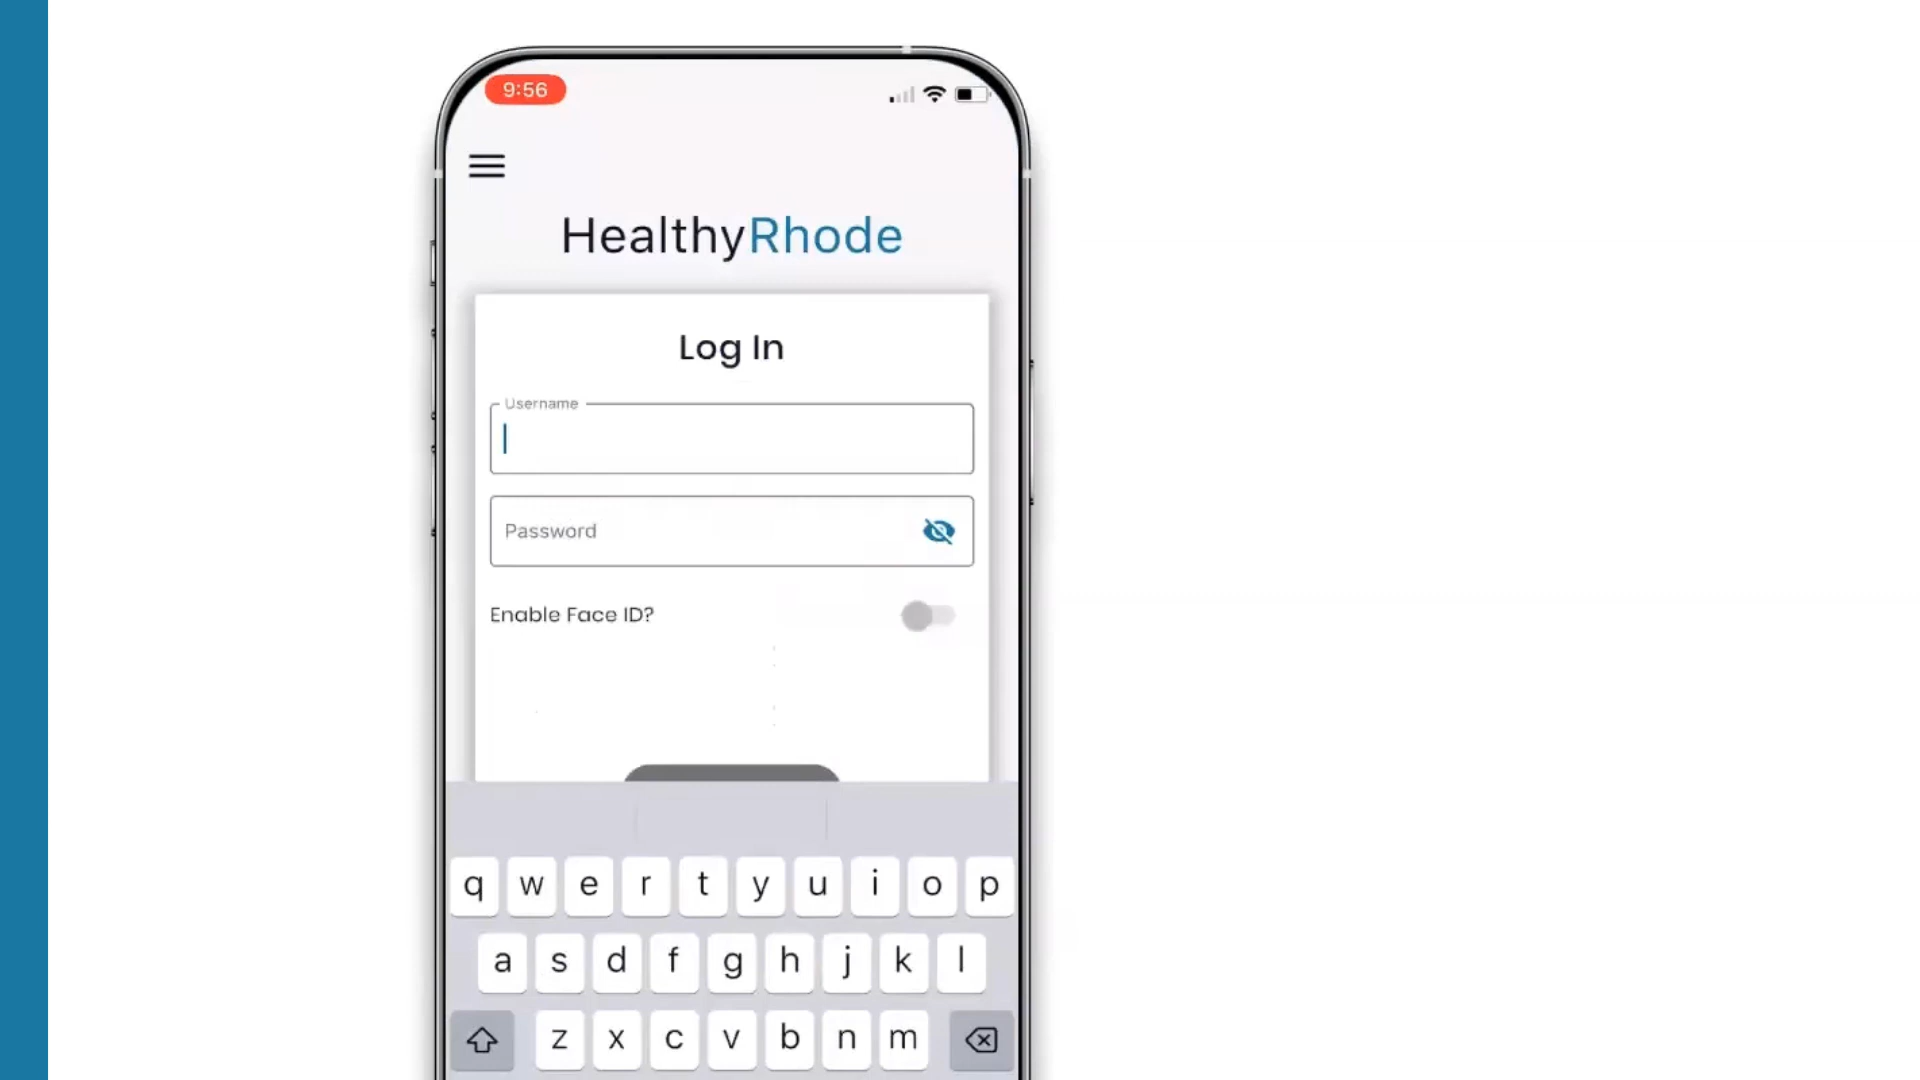 9:56
HealthyRhode
Log In
Username
Password
Enable Face ID?
q w e r t y u i o p
a s d f g h j k l
z x c v b n m